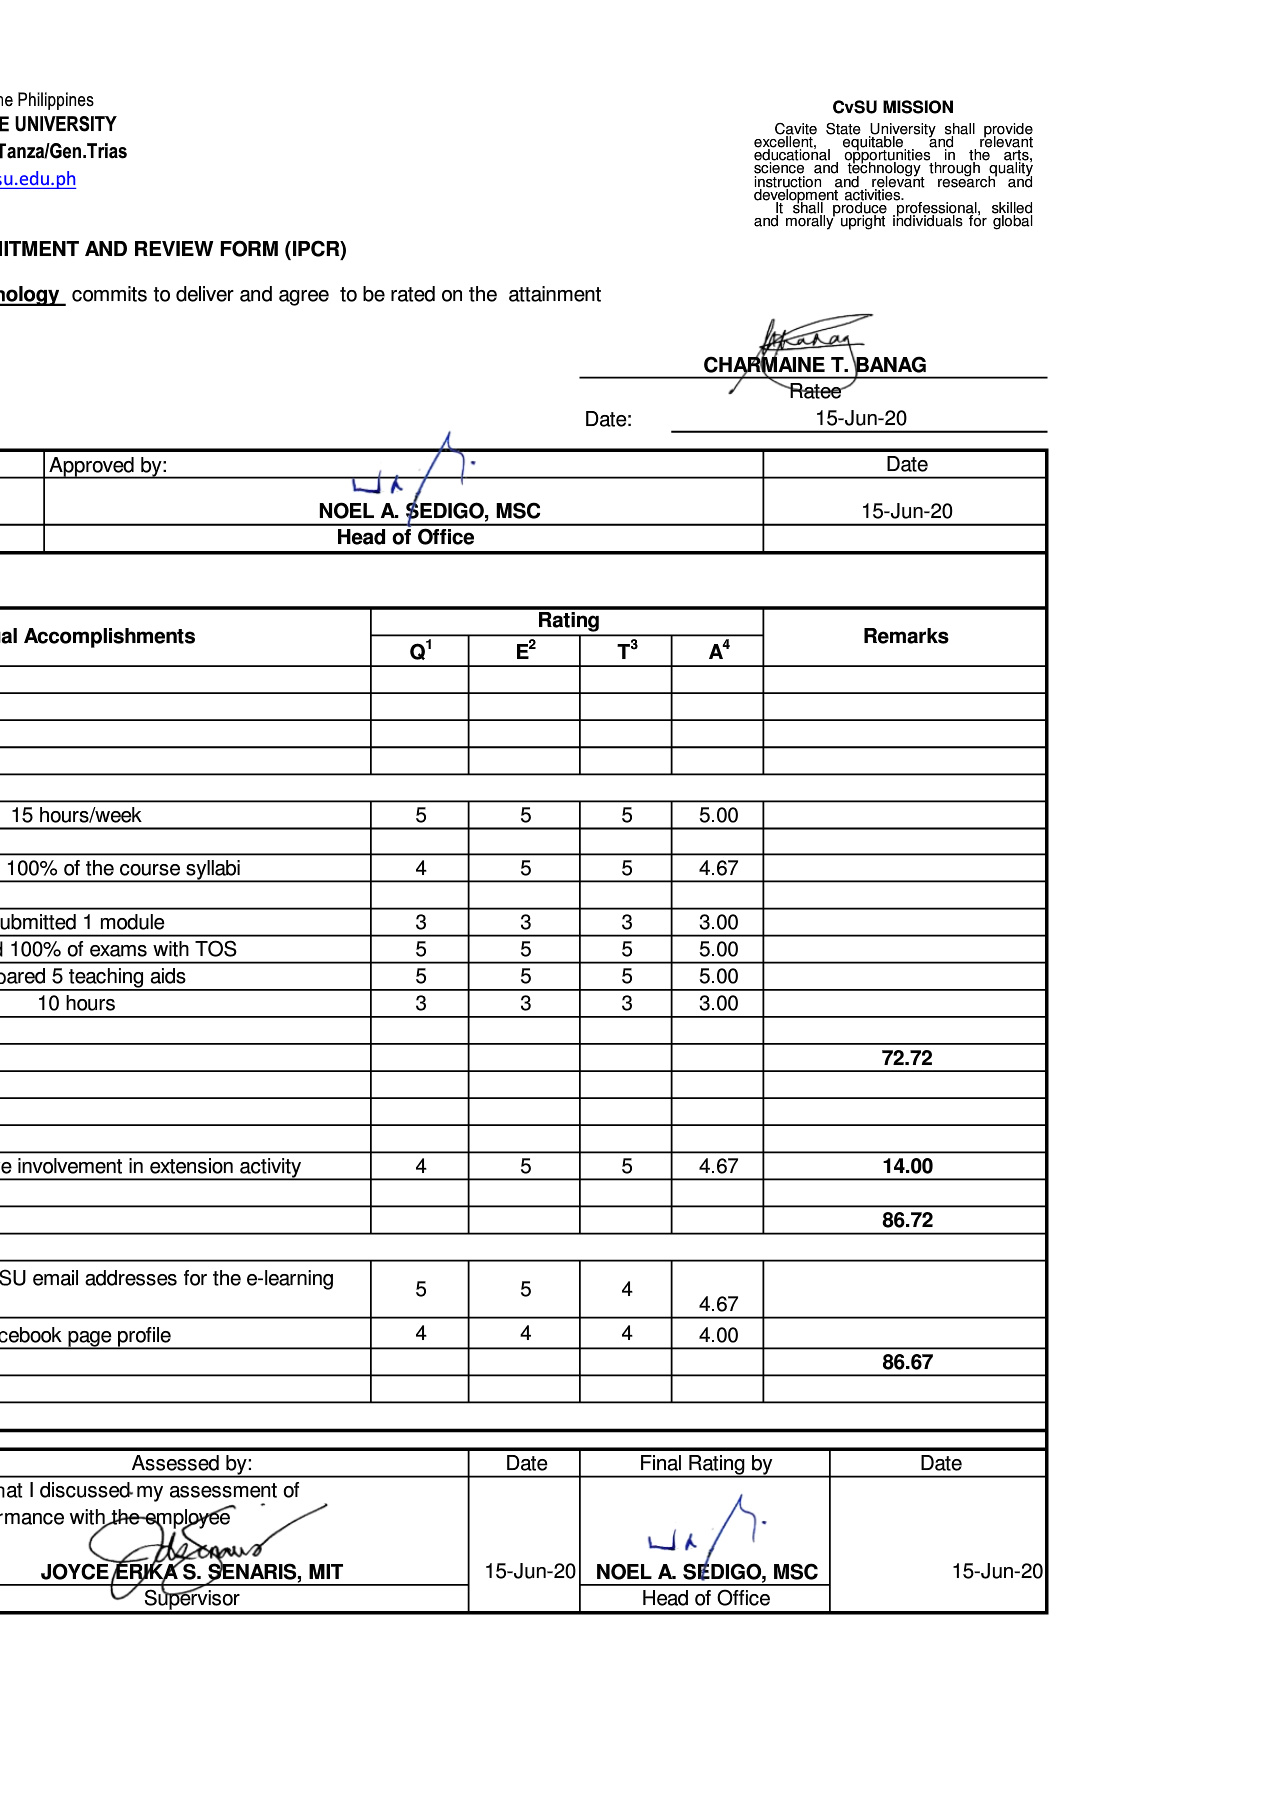 ne Philippines
E UNIVERSITY
Tanza/Gen.Trias
su.edu.ph
CvSU MISSION
Cavite State University shall provide
excellent, equitable and relevant
educational opportunities in the arts,
science and technology through quality
instruction and relevant research and
development activities.
It shall produce professional, skilled
and morally upright individuals for global
MITMENT AND REVIEW FORM (IPCR)
nology commits to deliver and agree to be rated on the attainment
CHARMAINE T. BANAG
Ratee
Date: 15-Jun-20
Approved by: Date
NOEL A. SEDIGO, MSC 15-Jun-20
Head of Office
al Accomplishments Rating Remarks
Q1 E2 T3 A4
15 hours/week 5 5 5 5.00
100% of the course syllabi 4 5 5 4.67
ubmitted 1 module 3 3 3 3.00
d 100% of exams with TOS 5 5 5 5.00
pared 5 teaching aids 5 5 5 5.00
10 hours 3 3 3 3.00
72.72
e involvement in extension activity 4 5 5 4.67 14.00
86.72
SU email addresses for the e-learning 5 5 4 4.67
cebook page profile 4 4 4 4.00
86.67
Assessed by: Date Final Rating by Date
hat I discussed my assessment of
rmance with the employee
JOYCE ERIKA S. SENARIS, MIT 15-Jun-20 NOEL A. SEDIGO, MSC 15-Jun-20
Supervisor Head of Office